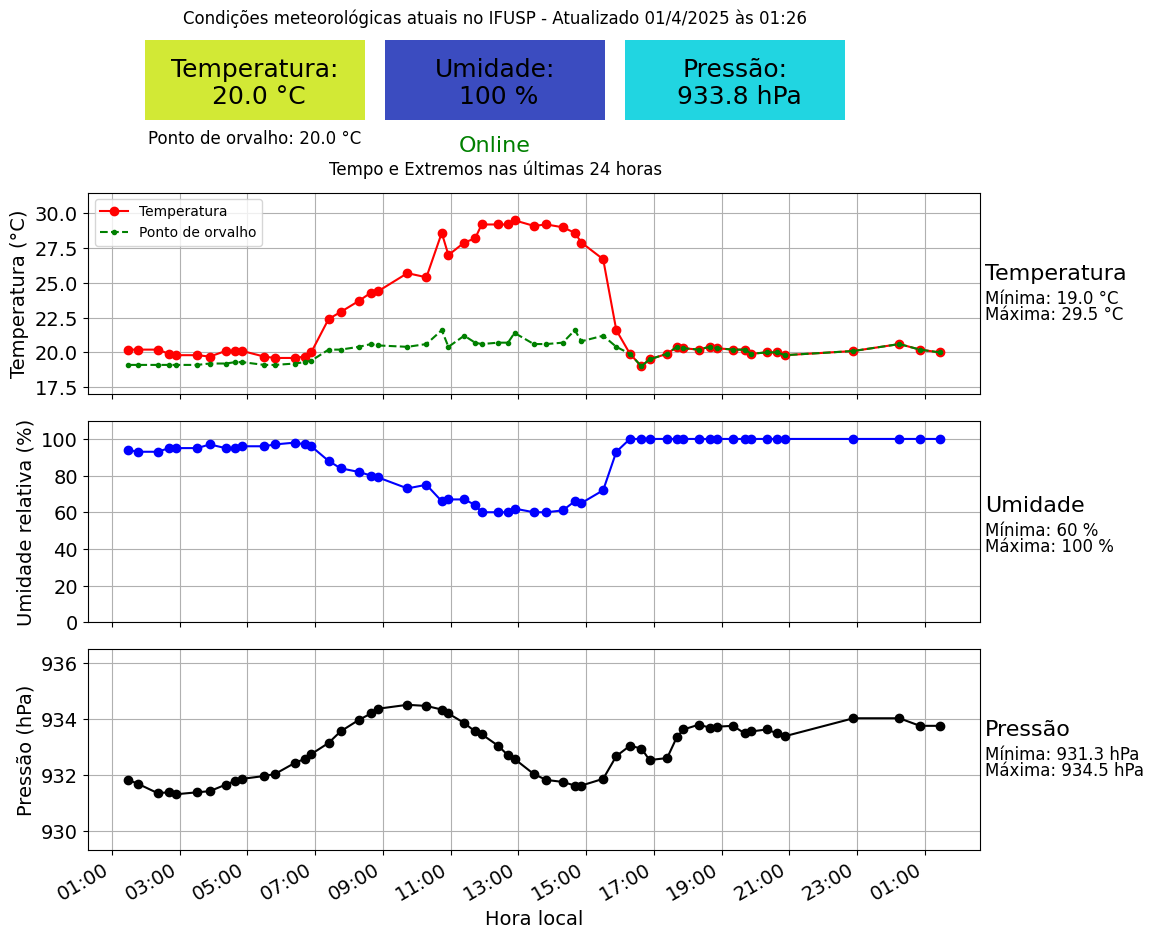 Condições meteorológicas atuais no IFUSP - Atualizado 01/4/2025 às 01:26
Temperatura:
20.0 °C
Umidade:
100 %
Pressão:
933.8 hPa
Ponto de orvalho: 20.0 °C
Online
Tempo e Extremos nas últimas 24 horas
Temperatura (°C)
30.0
27.5
25.0
22.5
20.0
17.5
Temperatura
Ponto de orvalho
Temperatura
Mínima: 19.0 °C
Máxima: 29.5 °C
Umidade relativa (%)
100
80
60
40
20
0
Umidade
Mínima: 60 %
Máxima: 100 %
Pressão (hPa)
936
934
932
930
Pressão
Mínima: 931.3 hPa
Máxima: 934.5 hPa
01:00
03:00
05:00
07:00
09:00
11:00
13:00
15:00
17:00
19:00
21:00
23:00
01:00
Hora local